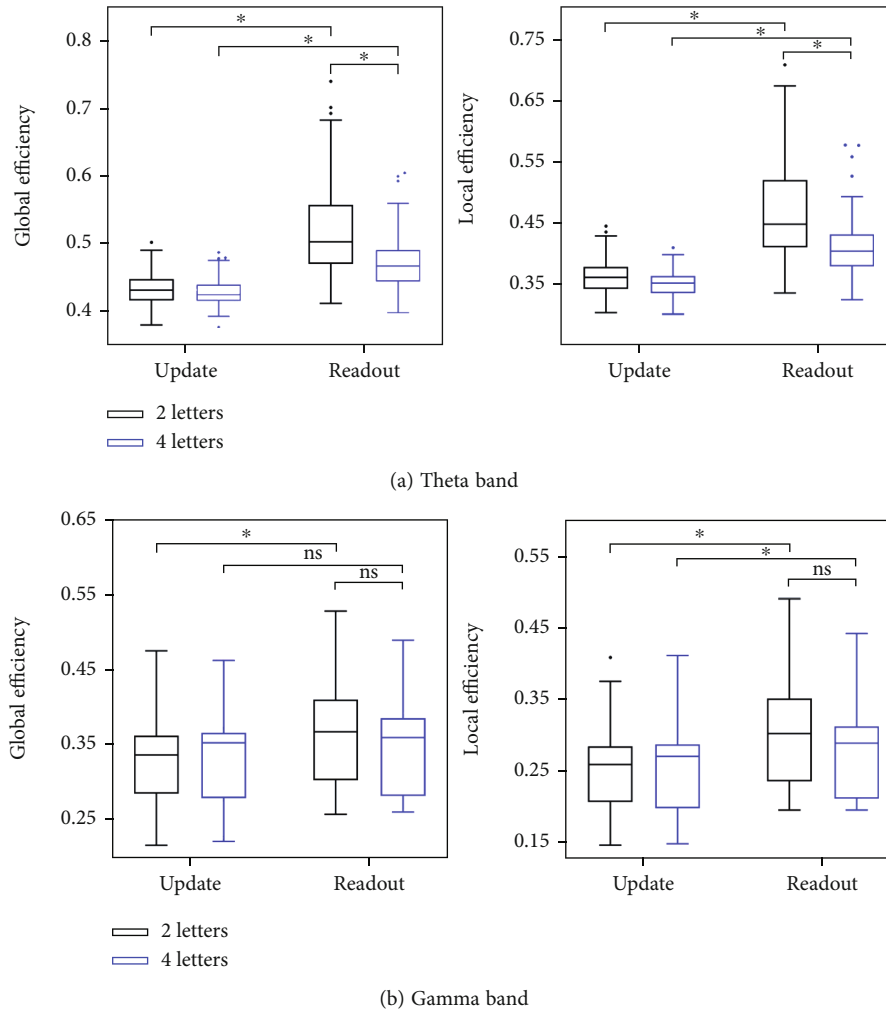 Global efficiency
0.8
0.7
0.6
0.5
0.4
*
*
*
Update Readout
Local efficiency
0.75
0.65
0.55
0.45
0.35
*
*
*
Update Readout
2 letters
4 letters
(a) Theta band
Global efficiency
0.65
0.55
0.45
0.35
0.25
*
ns
ns
Update Readout
Local efficiency
0.55
0.45
0.35
0.25
0.15
*
*
ns
Update Readout
2 letters
4 letters
(b) Gamma band